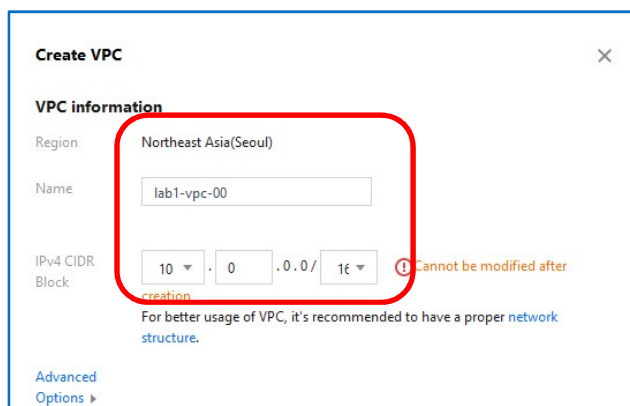 Create VPC
VPC information
Region Northeast Asia(Seoul)
Name lab1-vpc-00
IPv4 CIDR
Block
10 . 0 .0.0/ 16 Cannot be modified after
creation
For better usage of VPC, it's recommended to have a proper network
structure.
Advanced
Options